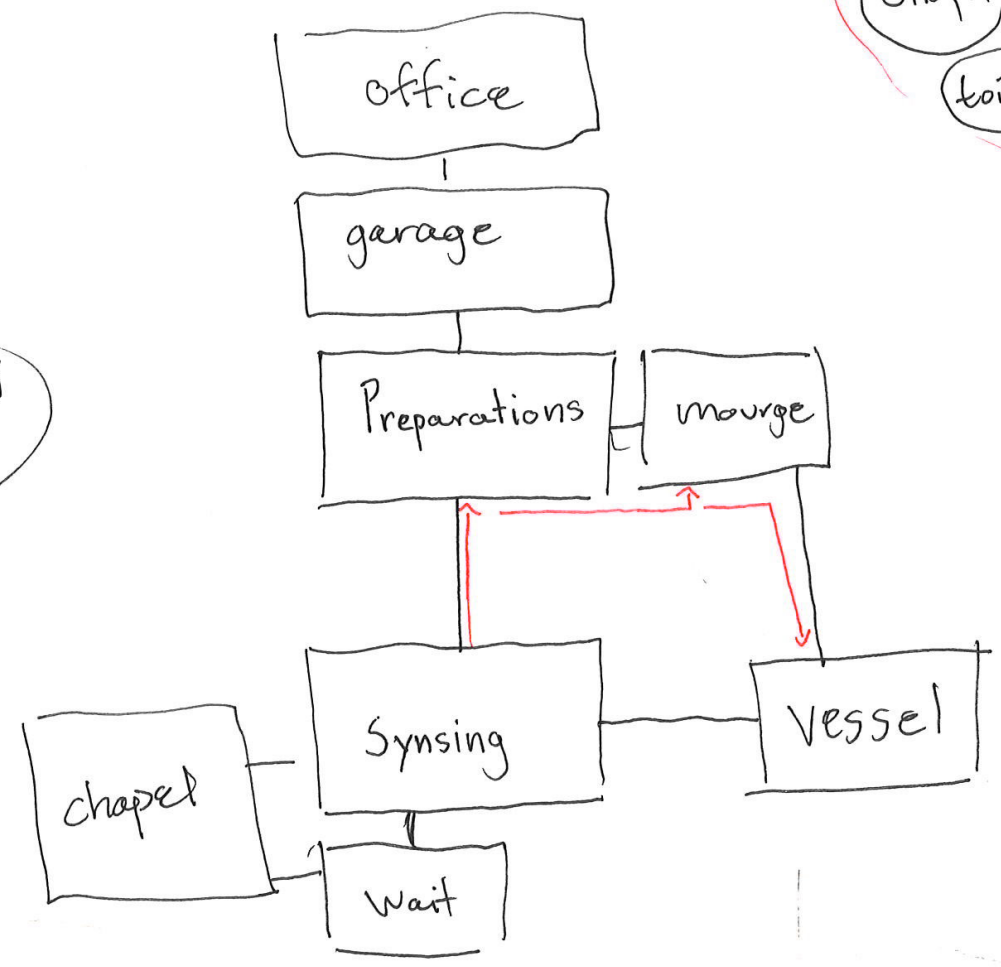 office
garage
Preparations
mourge
Synsing
Vessel
chapel
Wait